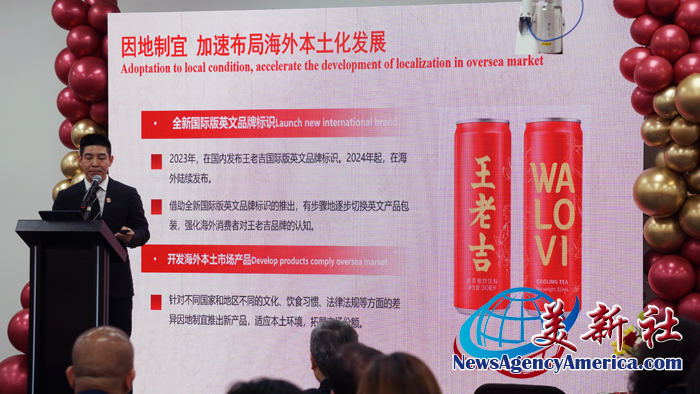 因地制宜 加速布局海外本土化发展
Adoptation to local condition, accelerate the development of localization in oversea market
全新国际版英文品牌标识Launch new international brand
2023年，在国内发布王老吉国际版英文品牌标识。2024年起，在海
外陆续发布。
借助全新国际版英文品牌标识的推出，有步骤地逐步切换英文产品包
装，强化海外消费者对王老吉品牌的认知。
开发海外本土市场产品Develop products comply oversea market
针对不同国家和地区不同的文化、饮食习惯、法律法规等方面的差
异因地制宜推出新产品，适应本土环境，拓展市场份额。
王老吉
WA
LO
VI
COOLING TEA
美新社
NewsAgencyAmerica.com